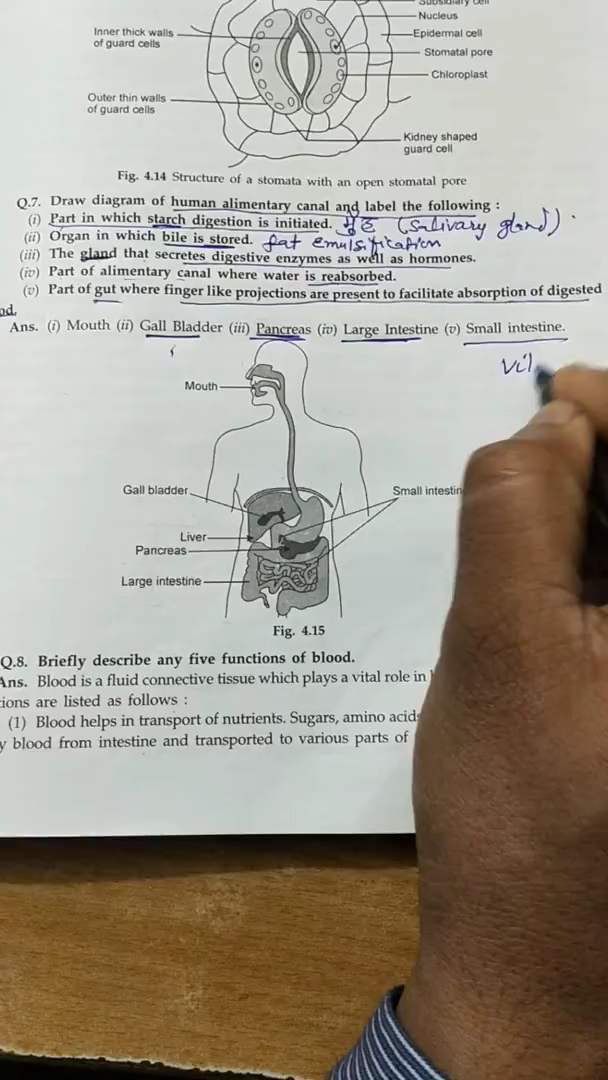 Nucleus
Inner thick walls
of guard cells
Epidermal cell
Stomatal pore
Chloroplast
Outer thin walls
of guard cells
Kidney shaped
guard cell
Fig. 4.14 Structure of a stomata with an open stomatal pore
Q.7. Draw diagram of human alimentary canal and label the following :
(i) Part in which starch digestion is initiated. मुँह (Salivary gland)
(ii) Organ in which bile is stored. fat emulsification
(iii) The gland that secretes digestive enzymes as well as hormones.
(iv) Part of alimentary canal where water is reabsorbed.
(v) Part of gut where finger like projections are present to facilitate absorption of digested
Ans. (i) Mouth (ii) Gall Bladder (iii) Pancreas (iv) Large Intestine (v) Small intestine.
Vil
Mouth
Gall bladder
Small intestin
Liver
Pancreas
Large intestine
Fig. 4.15
Q.8. Briefly describe any five functions of blood.
Ans. Blood is a fluid connective tissue which plays a vital role in
tions are listed as follows :
(1) Blood helps in transport of nutrients. Sugars, amino acid
y blood from intestine and transported to various parts of